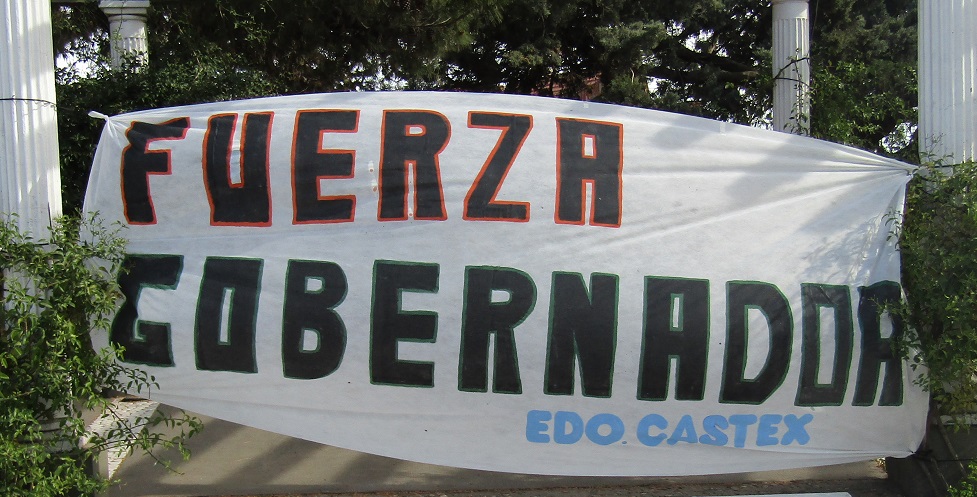 FUERZA
GOBERNADOR
EDO. CASTEX